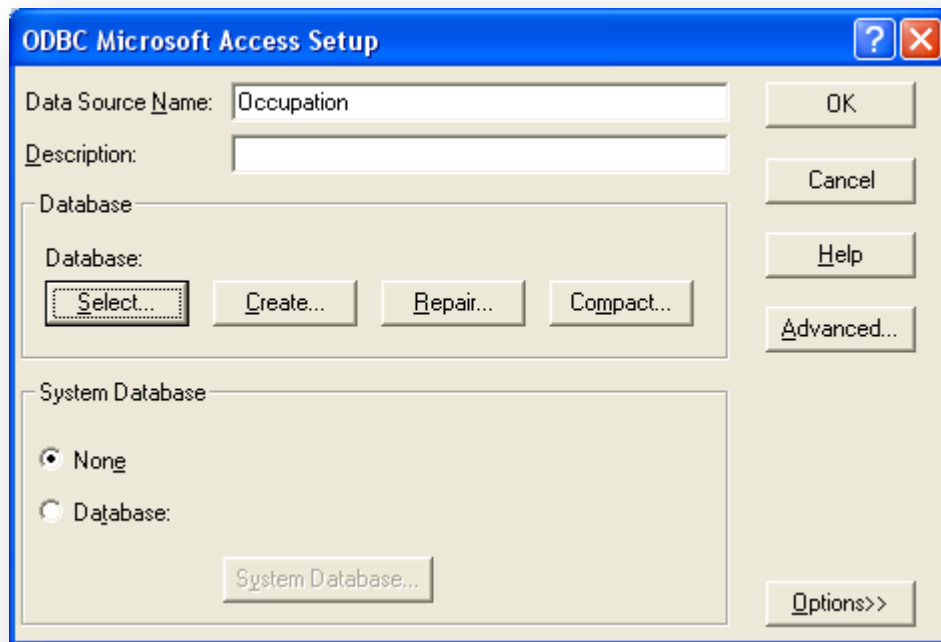 ODBC Microsoft Access Setup
Data Source Name: Occupation
OK
Description:
Cancel
Database
Database:
Help
Select... Create... Repair... Compact...
Advanced...
System Database
None
Database:
System Database...
Options>>